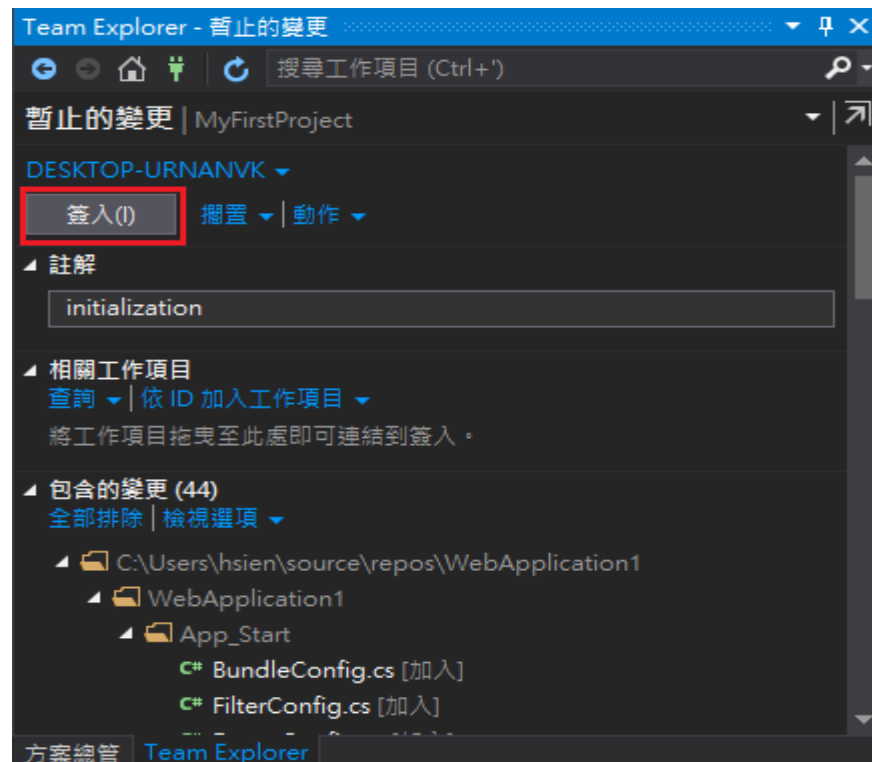 Team Explorer - 暫止的變更
搜尋工作項目 (Ctrl+')
暫止的變更 | MyFirstProject
DESKTOP-URNANVK
簽入(I) 擱置 動作
註解
initialization
相關工作項目
查詢 依 ID 加入工作項目
將工作項目拖曳至此處即可連結到簽入。
包含的變更 (44)
全部排除 檢視選項
C:\Users\hsien\source\repos\WebApplication1
WebApplication1
App_Start
C# BundleConfig.cs [加入]
C# FilterConfig.cs [加入]
方案總管 Team Explorer